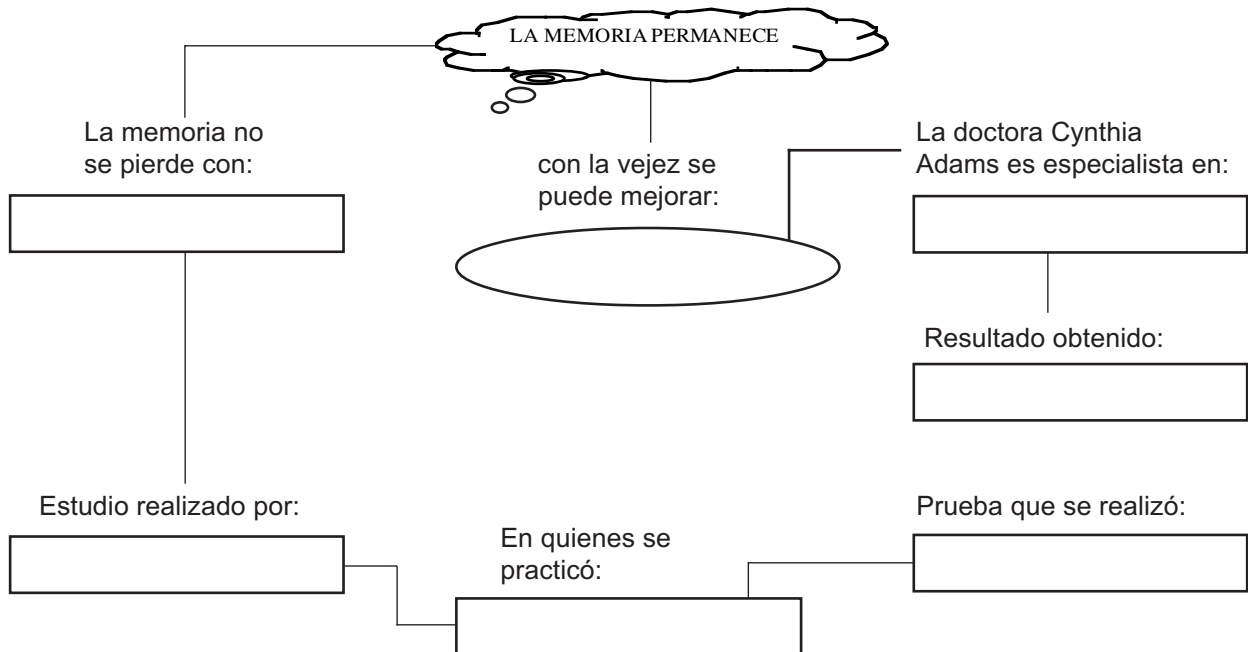 LA MEMORIA PERMANECE
La memoria no
se pierde con:
con la vejez se
puede mejorar:
La doctora Cynthia
Adams es especialista en:
Resultado obtenido:
Estudio realizado por:
En quienes se
practicó:
Prueba que se realizó: